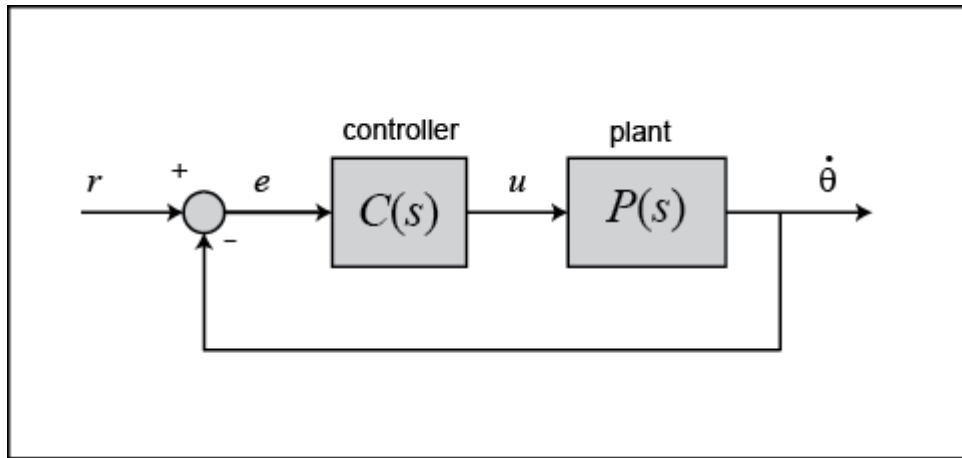 controller
plant
r
+
e
C(s)
u
P(s)
θ̇
−